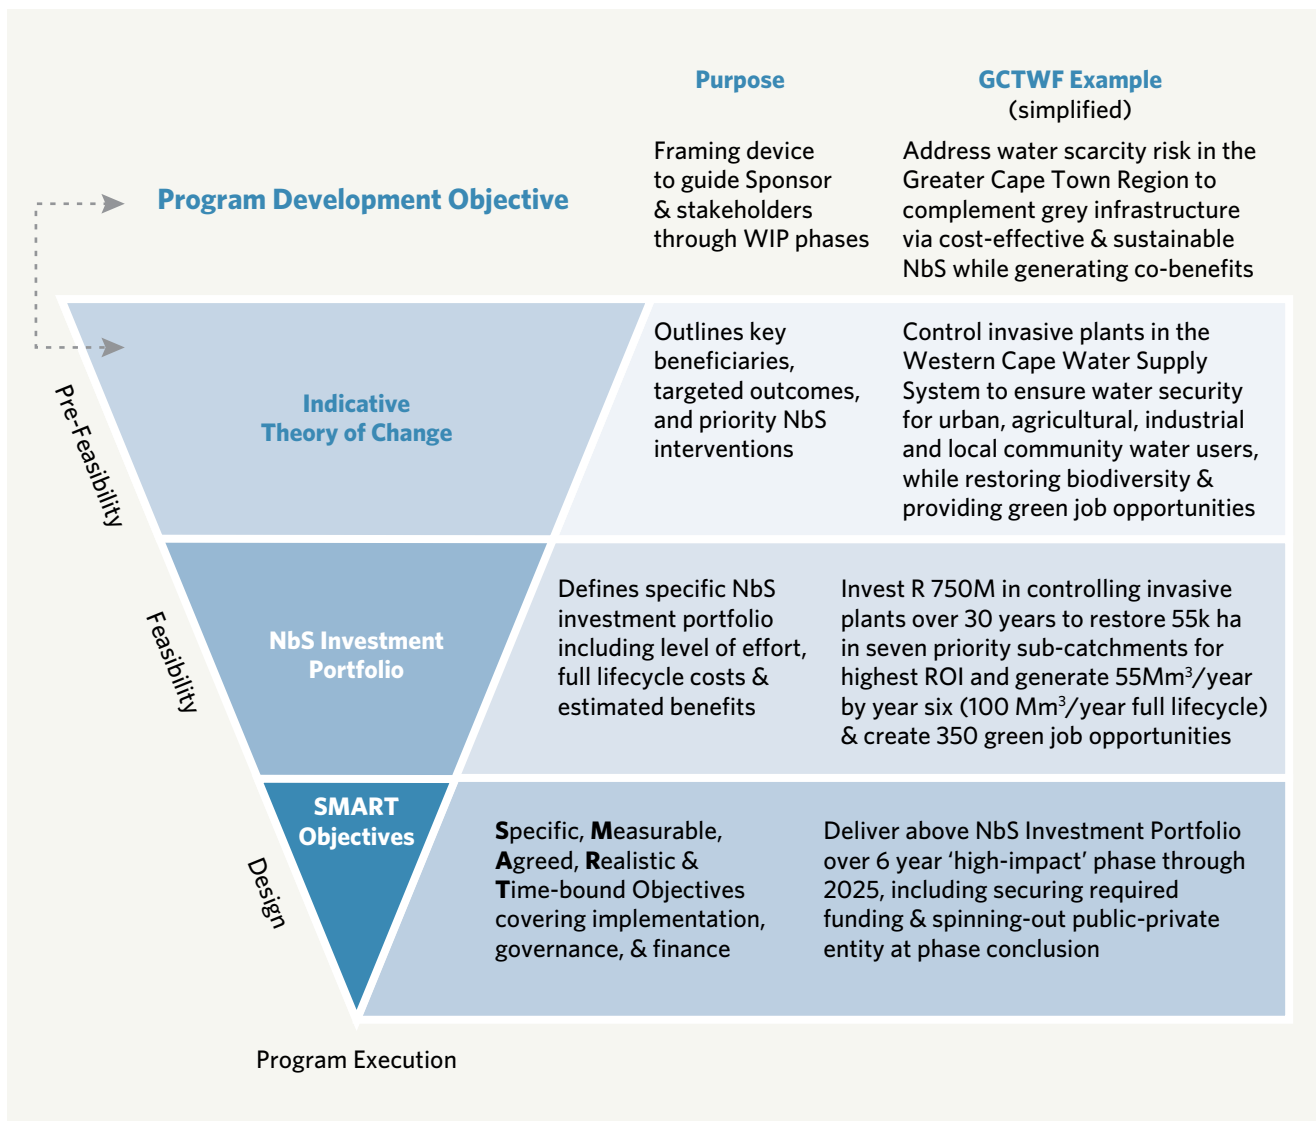 Purpose
GCTWF Example
(simplified)
Program Development Objective
Framing device
to guide Sponsor
& stakeholders
through WIP phases
Address water scarcity risk in the
Greater Cape Town Region to
complement grey infrastructure
via cost-effective & sustainable
NbS while generating co-benefits
Pre-Feasibility
Indicative
Theory of Change
Outlines key
beneficiaries,
targeted outcomes,
and priority NbS
interventions
Control invasive plants in the
Western Cape Water Supply
System to ensure water security
for urban, agricultural, industrial
and local community water users,
while restoring biodiversity &
providing green job opportunities
Feasibility
NbS Investment
Portfolio
Defines specific NbS
investment portfolio
including level of effort,
full lifecycle costs &
estimated benefits
Invest R 750M in controlling invasive
plants over 30 years to restore 55k ha
in seven priority sub-catchments for
highest ROI and generate 55Mm³/year
by year six (100 Mm³/year full lifecycle)
& create 350 green job opportunities
Design
SMART
Objectives
Specific, Measurable,
Agreed, Realistic &
Time-bound Objectives
covering implementation,
governance, & finance
Deliver above NbS Investment Portfolio
over 6 year ‘high-impact’ phase through
2025, including securing required
funding & spinning-out public-private
entity at phase conclusion
Program Execution